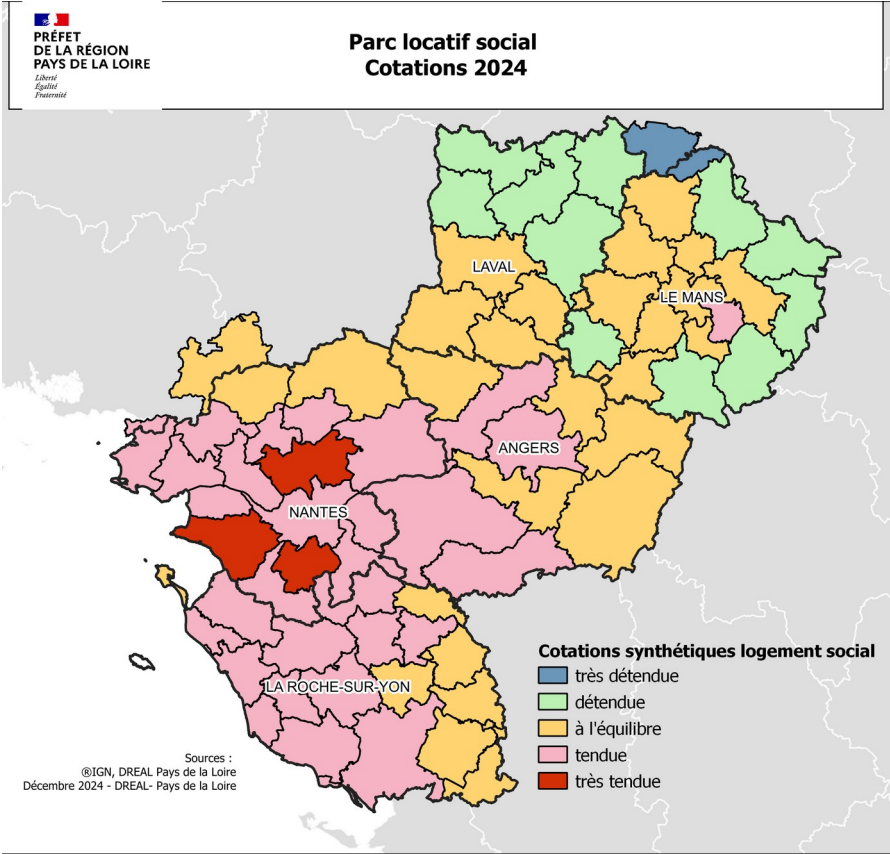 PRÉFET
DE LA RÉGION
PAYS DE LA LOIRE
Liberté
Égalité
Fraternité
Parc locatif social
Cotations 2024
LAVAL
LE MANS
ANGERS
NANTES
LA ROCHE-SUR-YON
Cotations synthétiques logement social
très détendue
détendue
à l'équilibre
tendue
très tendue
Sources :
®IGN, DREAL Pays de la Loire
Décembre 2024 - DREAL- Pays de la Loire